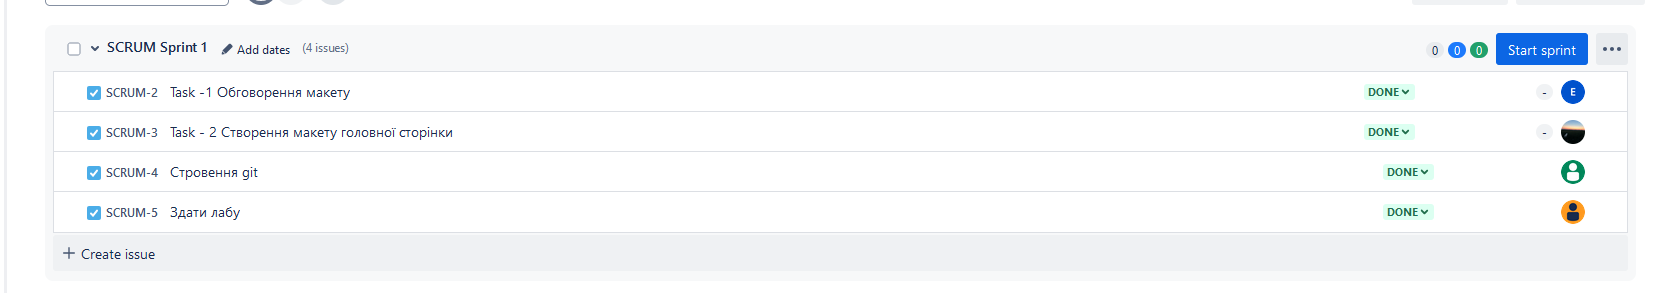 SCRUM Sprint 1 Add dates (4 issues) 0 0 0 Start sprint
SCRUM-2 Task -1 Обговорення макету DONE - E
SCRUM-3 Task - 2 Створення макету головної сторінки DONE -
SCRUM-4 Стровення git DONE
SCRUM-5 Здати лабу DONE
+ Create issue